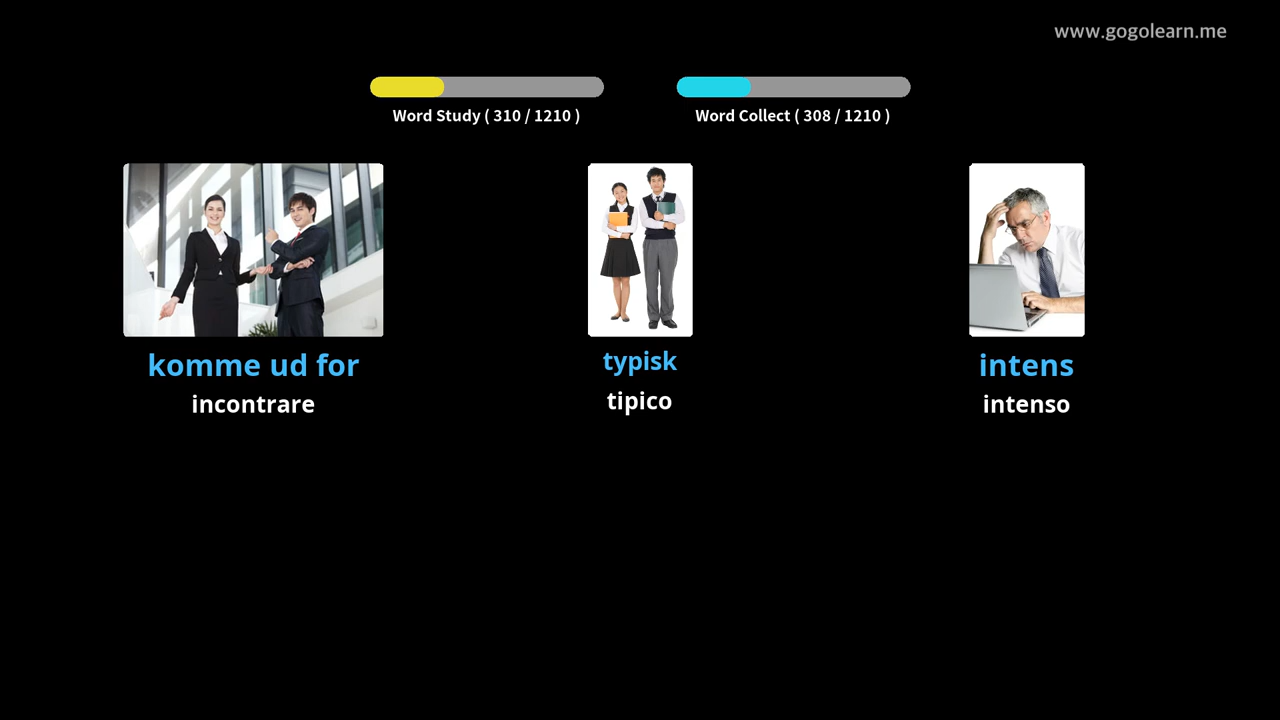 www.gogolearn.me
Word Study ( 310 / 1210 )
Word Collect ( 308 / 1210 )
komme ud for
incontrare
typisk
tipico
intens
intenso